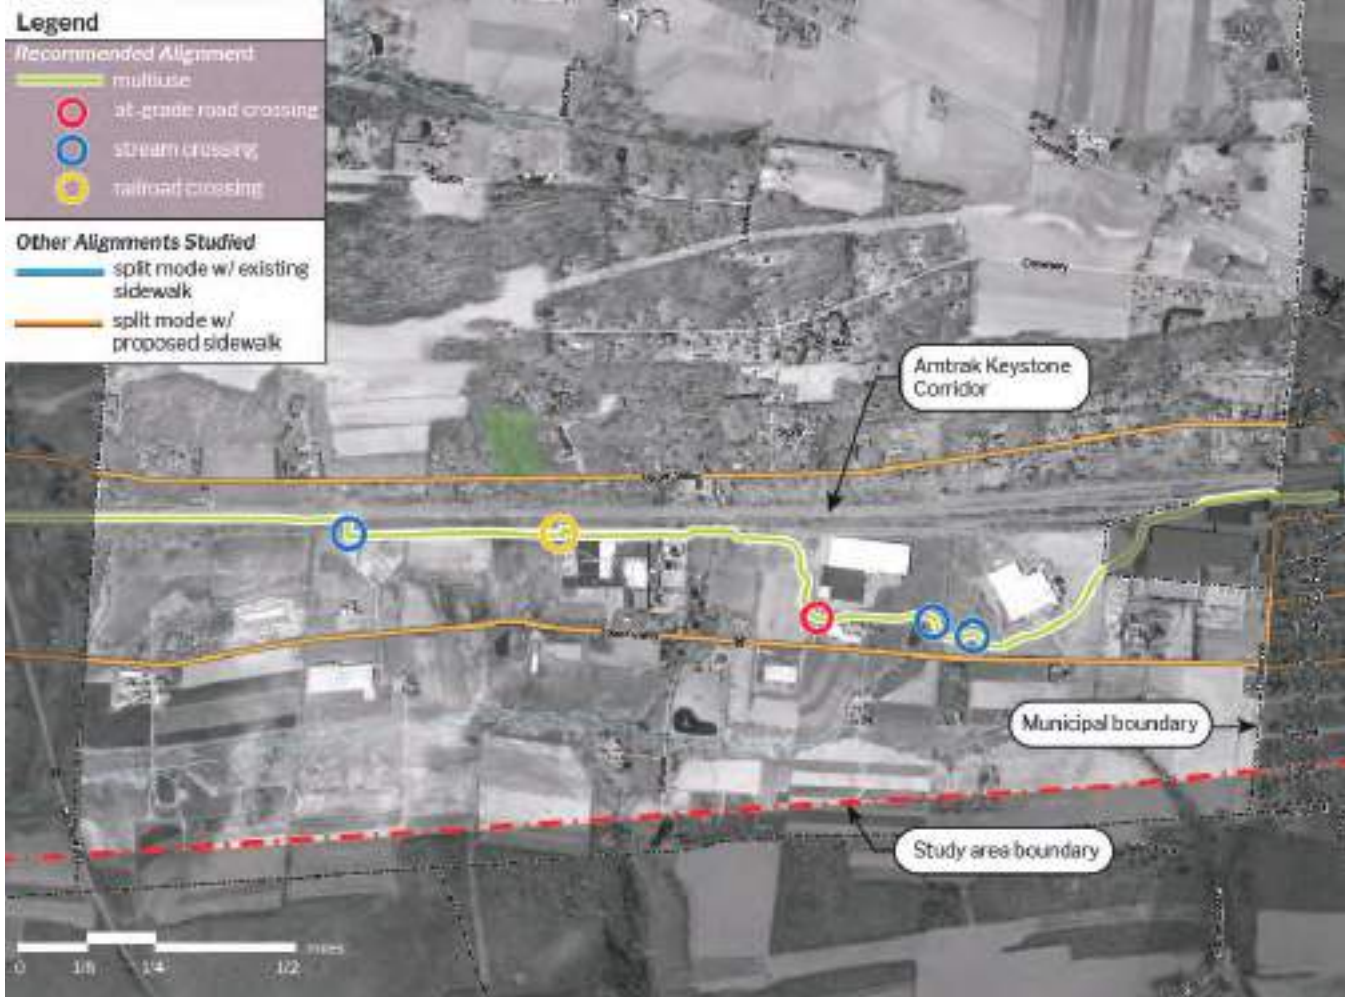 Legend
Recommended Alignment
multiuse
at-grade road crossing
stream crossing
railroad crossing
Other Alignments Studied
split mode w/ existing
sidewalk
split mode w/
proposed sidewalk
Amtrak Keystone
Corridor
Municipal boundary
Study area boundary
miles
0 1/8 1/4 1/2